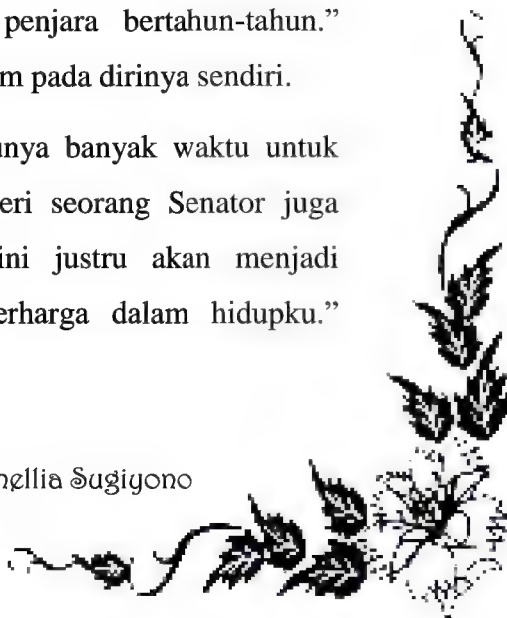 penjara bertahun-tahun.”
m pada dirinya sendiri.
unya banyak waktu untuk
eri seorang Senator juga
ini justru akan menjadi
erharga dalam hidupku.”
nellia Sugiyono